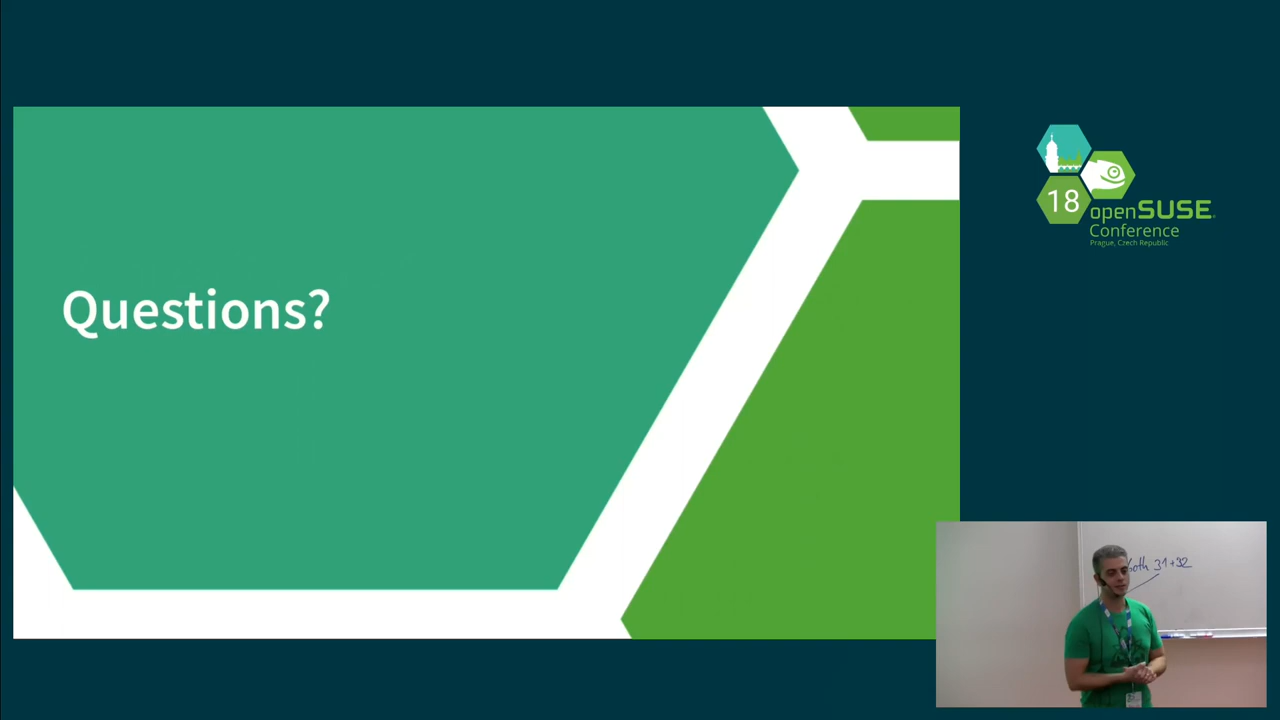 Questions?
18
openSUSE
Conference
Prague, Czech Republic
31+32